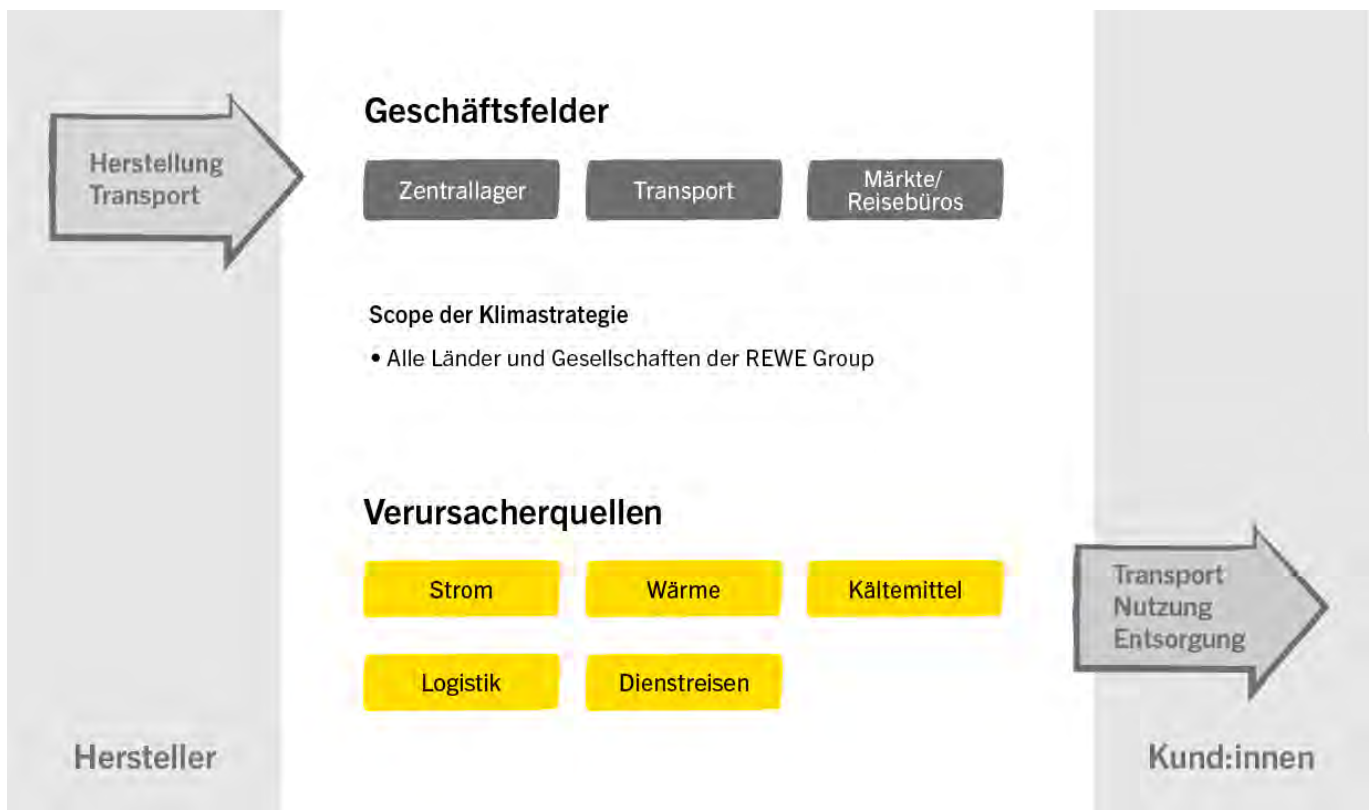 Herstellung
Transport
Geschäftsfelder
Zentrallager
Transport
Märkte/
Reisebüros
Scope der Klimastrategie
• Alle Länder und Gesellschaften der REWE Group
Verursacherquellen
Strom
Wärme
Kältemittel
Logistik
Dienstreisen
Transport
Nutzung
Entsorgung
Hersteller
Kund:innen